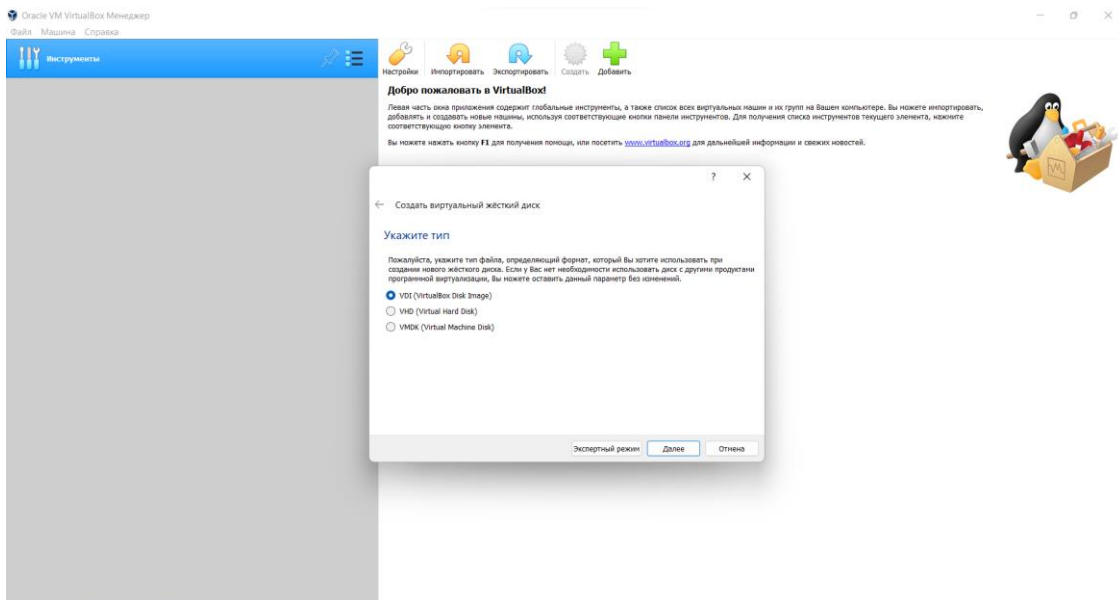 Oracle VM VirtualBox Менеджер
Файл Машина Справка
Инструменты
Настройки Импортировать Экспортировать Создать Добавить
Добро пожаловать в VirtualBox!
Левая часть окна приложения содержит глобальные инструменты, а также список всех виртуальных машин и их групп на Вашем компьютере. Вы можете импортировать,
добавлять и создавать новые машины, используя соответствующие кнопки панели инструментов. Для получения списка инструментов текущего элемента, нажмите
соответствующую кнопку элемента.
Вы можете нажать кнопку F1 для получения помощи, или посетить www.virtualbox.org для дальнейшей информации и свежих новостей.
?
Создать виртуальный жёсткий диск
Укажите тип
Пожалуйста, укажите тип файла, определяющий формат, который Вы хотите использовать при
создании нового жёсткого диска. Если у Вас нет необходимости использовать диск с другими продуктами
программной виртуализации, Вы можете оставить данный параметр без изменений.
VDI (VirtualBox Disk Image)
VHD (Virtual Hard Disk)
VMDK (Virtual Machine Disk)
Экспертный режим Далее Отмена